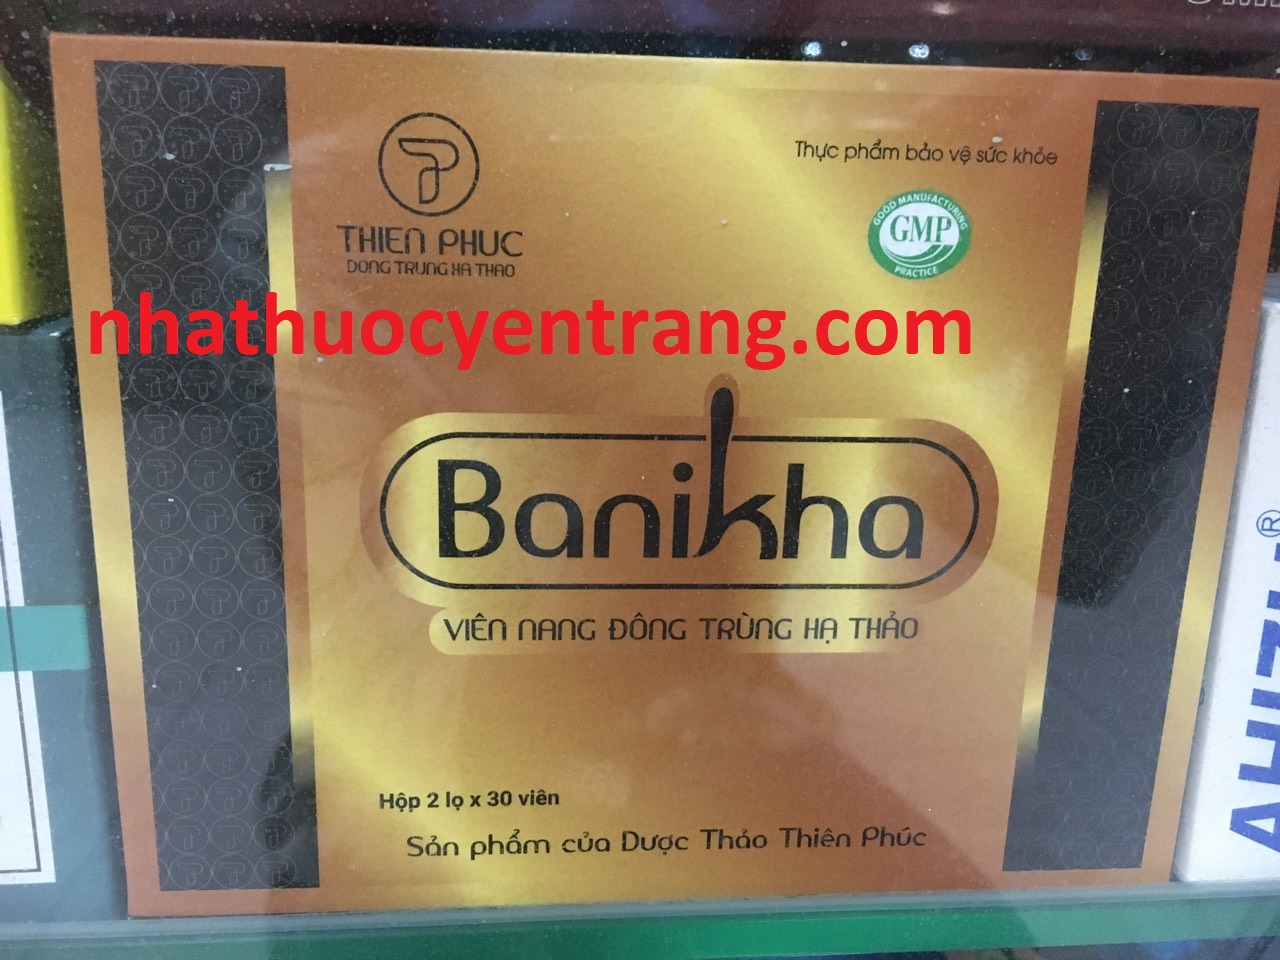 Thực phẩm bảo vệ sức khỏe
GOOD MANUFACTURING
GMP
PRACTICE
THIEN PHUC
DONG TRUNG HA THAO
nhathuocyentrang.com
Banikha
VIÊN NANG ĐÔNG TRÙNG HẠ THẢO
Hộp 2 lọ x 30 viên
Sản phẩm của Dược Thảo Thiên Phúc